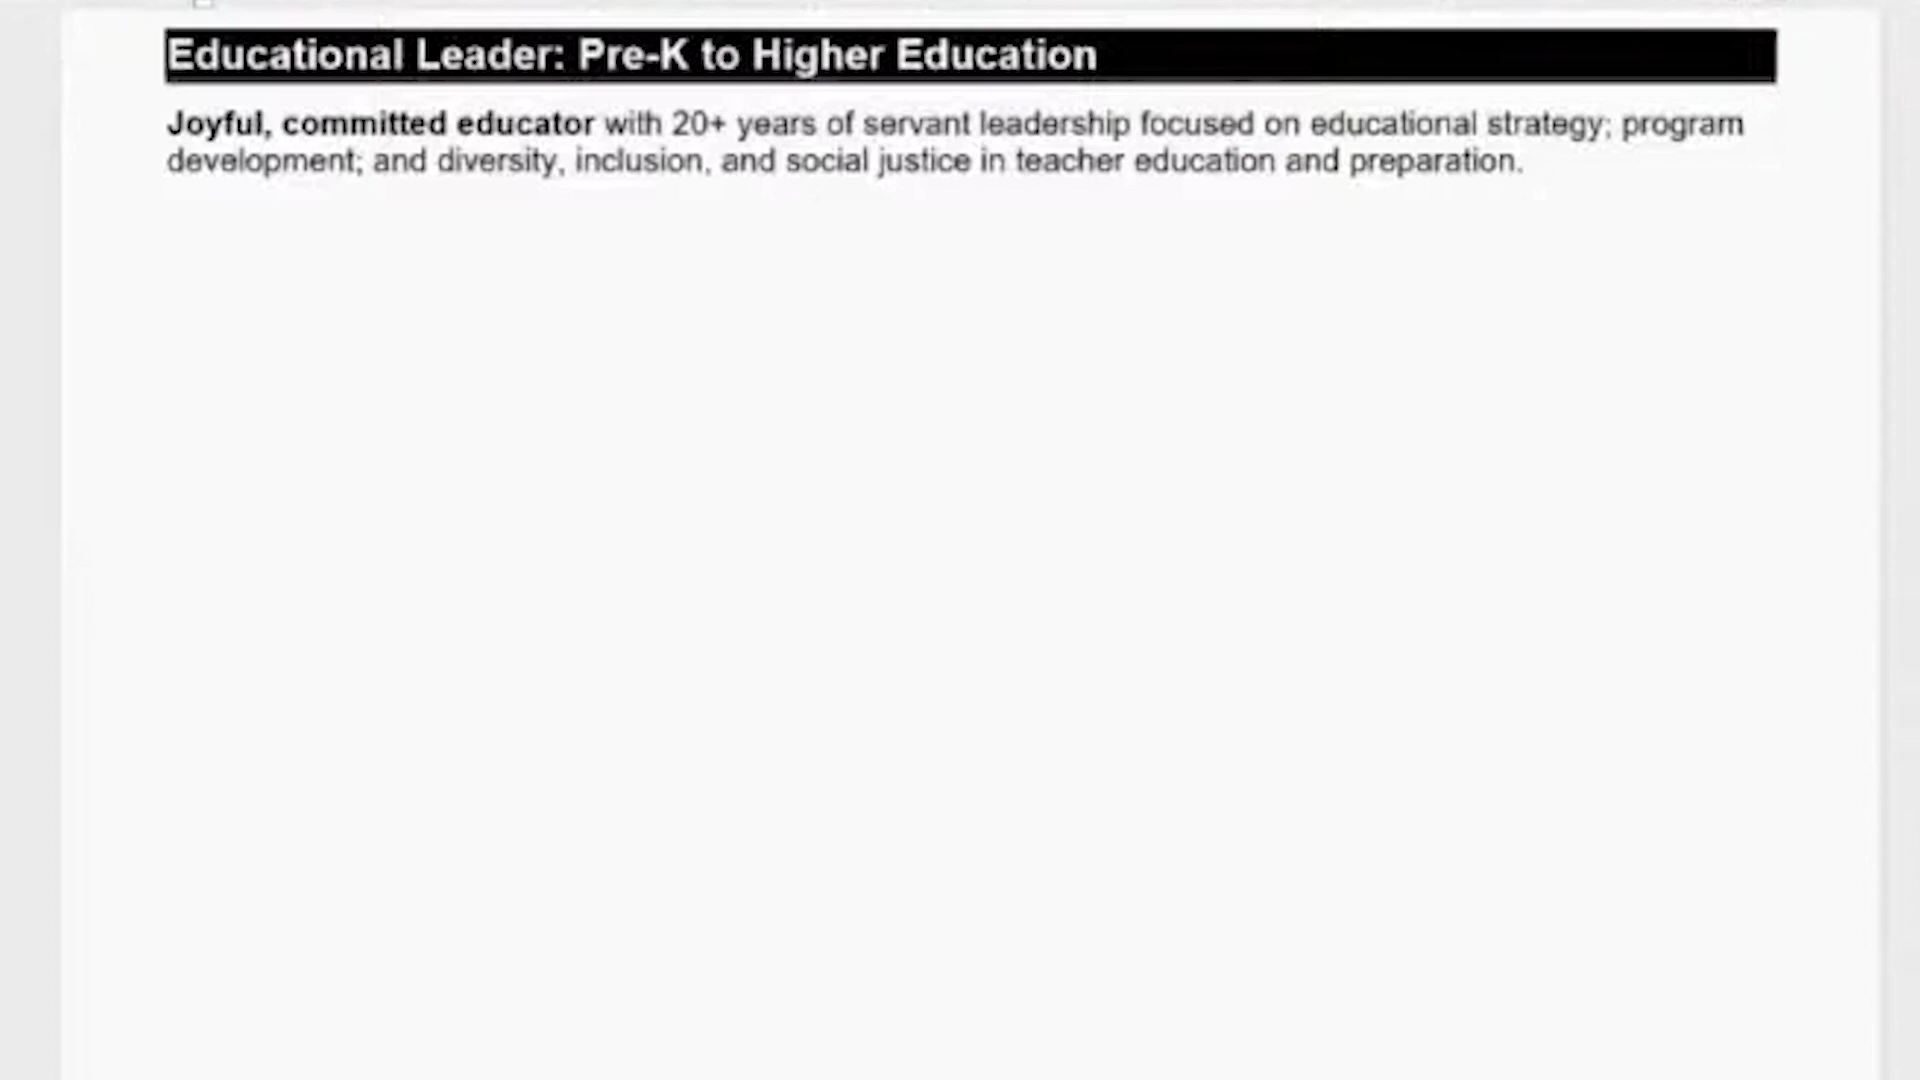 Educational Leader: Pre-K to Higher Education
Joyful, committed educator with 20+ years of servant leadership focused on educational strategy; program
development; and diversity, inclusion, and social justice in teacher education and preparation.